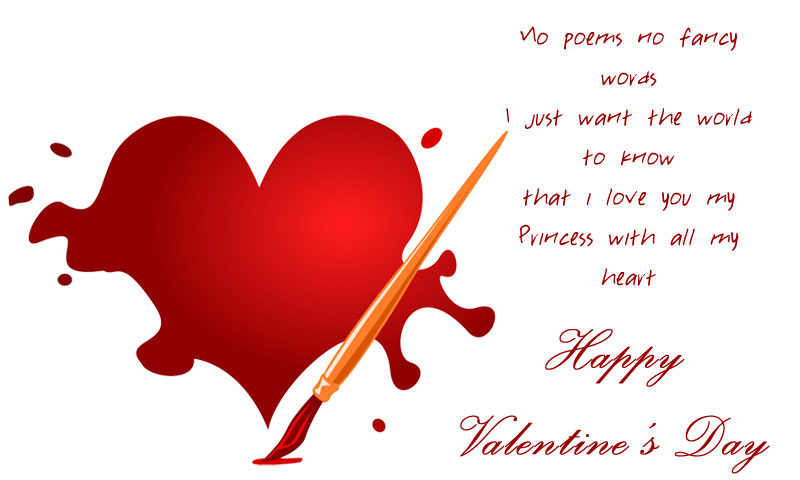 No poems no fancy
words
I just want the world
to know
that i love you my
Princess with all my
heart
Happy
Valentine's Day